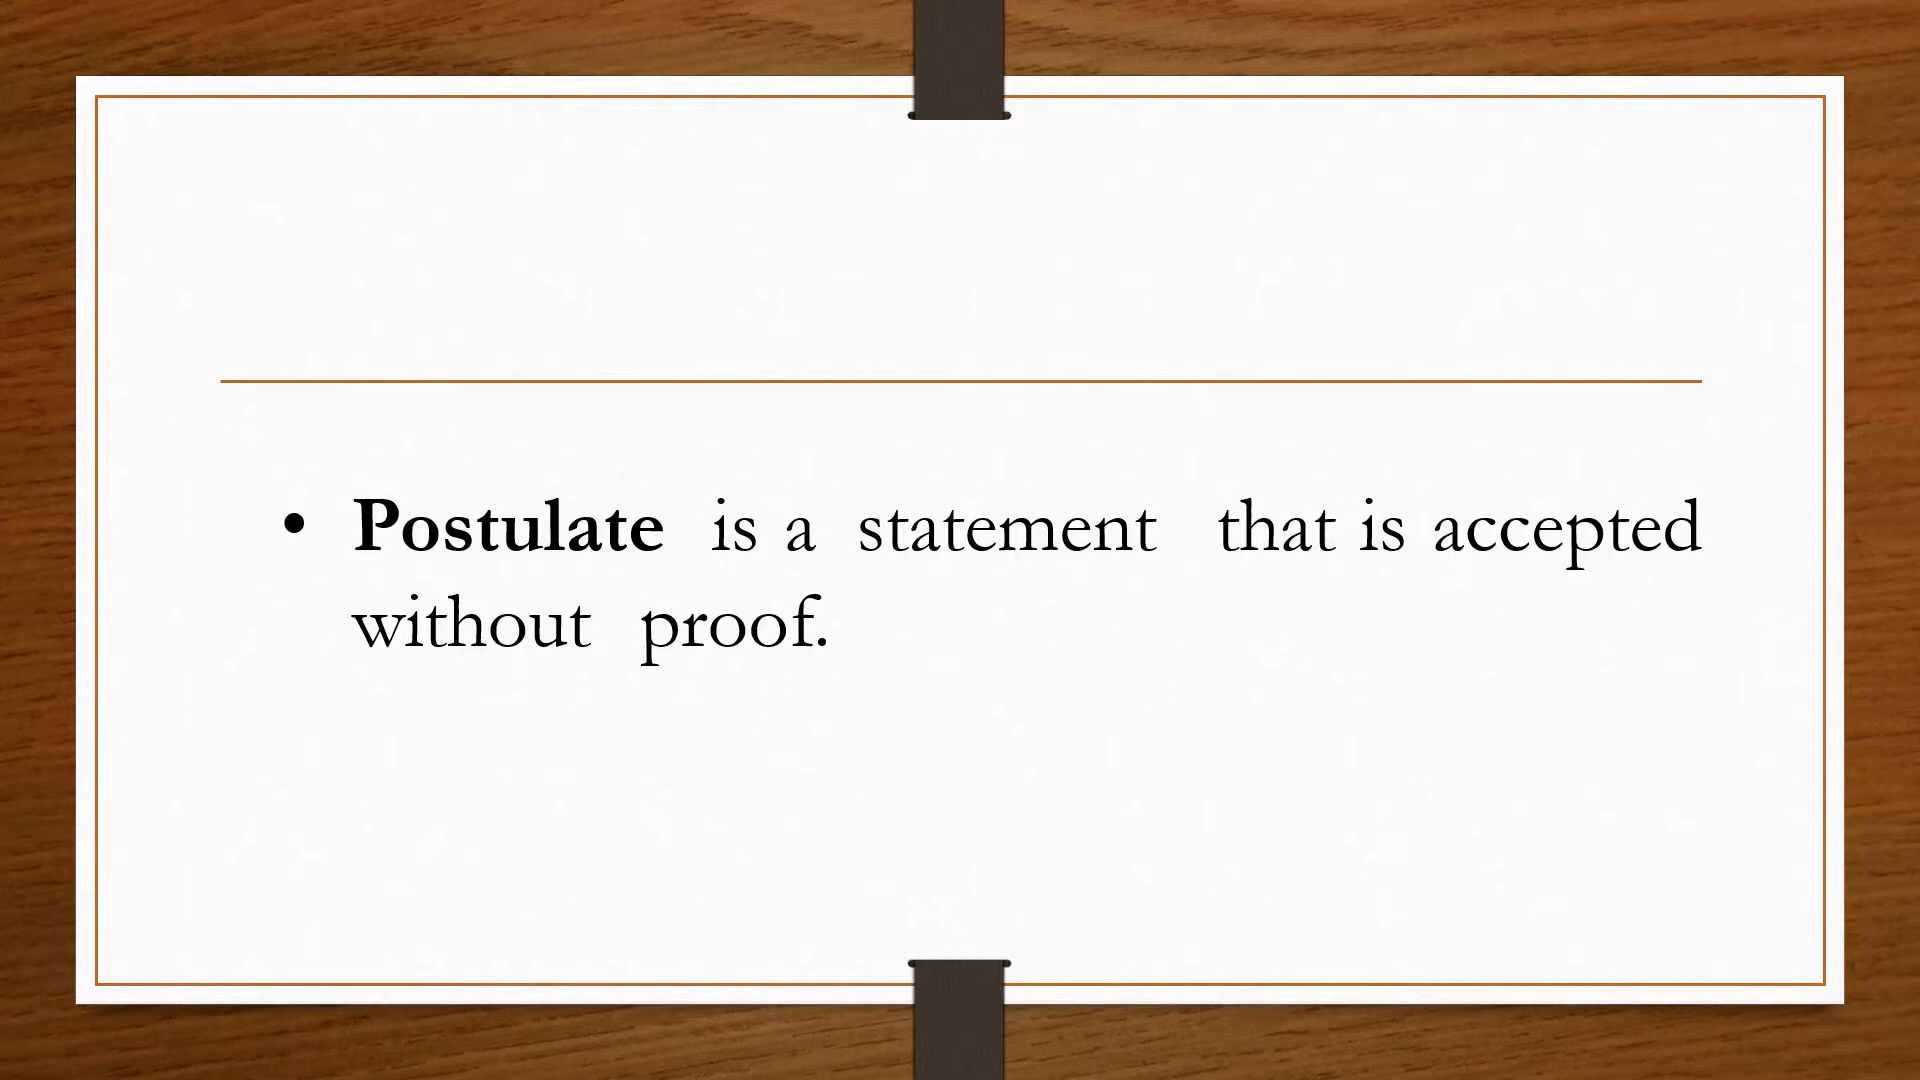 • Postulate is a statement that is accepted
without proof.